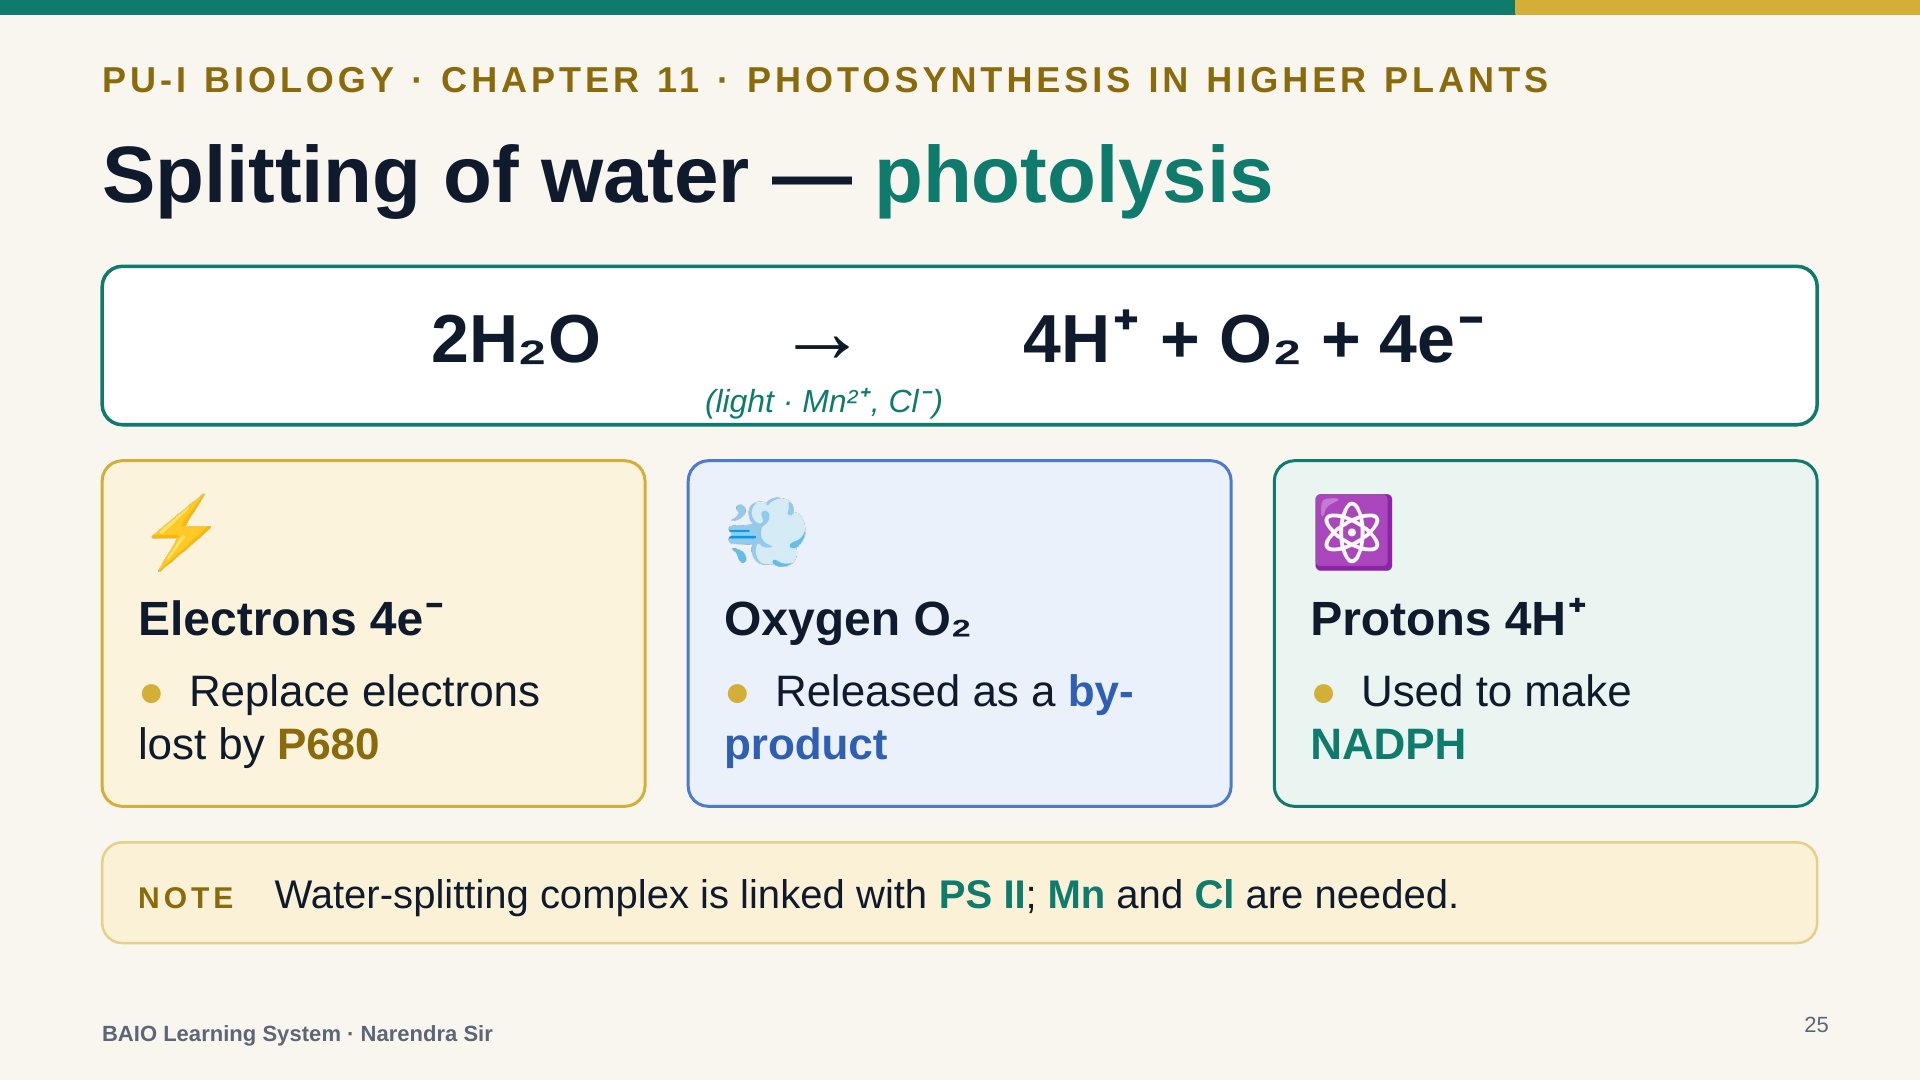 PU-I BIOLOGY · CHAPTER 11 · PHOTOSYNTHESIS IN HIGHER PLANTS
Splitting of water — photolysis
2H₂O → 4H⁺ + O₂ + 4e⁻
(light · Mn²⁺, Cl⁻)
⚡
Electrons 4e⁻
● Replace electrons
lost by P680
💨
Oxygen O₂
● Released as a by-
product
⚛️
Protons 4H⁺
● Used to make
NADPH
NOTE Water-splitting complex is linked with PS II; Mn and Cl are needed.
BAIO Learning System · Narendra Sir
25